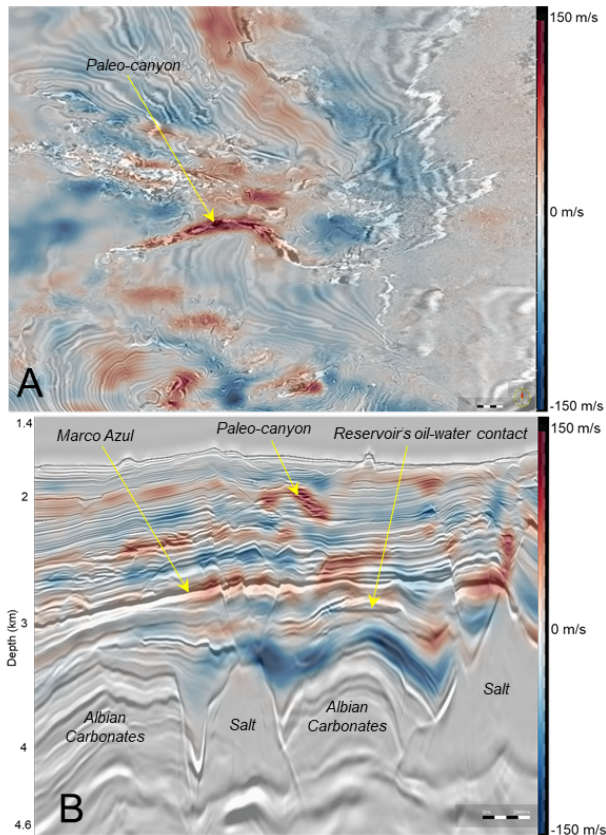 150 m/s
Paleo-canyon
0 m/s
A
-150 m/s
1.4
150 m/s
Marco Azul
Paleo-canyon
Reservoir's oil-water contact
2
Depth (km)
3
0 m/s
Albian
Carbonates
Salt
Albian
Carbonates
Salt
4
B
4.6
-150 m/s